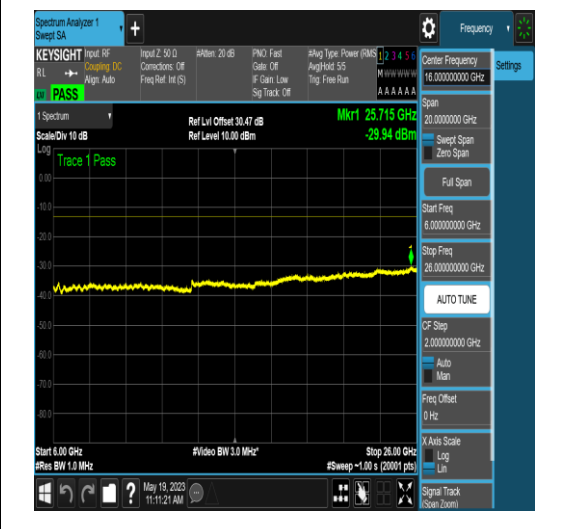 Spectrum Analyzer 1
Swept SA
Frequency
KEYSIGHT
Input: RF
Coupling: DC
Align: Auto
RL
LXI
PASS
Input Z: 50 Ω
Corrections: Off
Freq Ref: Int (S)
#Atten: 20 dB
PNO: Fast
Gate: Off
IF Gain: Low
Sig Track: Off
#Avg Type: Power (RMS)
Avg|Hold: 5/5
Trig: Free Run
1 2 3 4 5 6
M w w w w w
A A A A A A
1 Spectrum
Scale/Div 10 dB
Log
Ref Lvl Offset 30.47 dB
Ref Level 10.00 dBm
Mkr1 25.715 GHz
-29.94 dBm
Trace 1 Pass
0.00
-10.0
-20.0
-30.0
-40.0
-50.0
-60.0
-70.0
-80.0
1
Start 6.00 GHz
#Res BW 1.0 MHz
#Video BW 3.0 MHz*
Stop 26.00 GHz
#Sweep ~1.00 s (20001 pts)
?
May 19, 2023
11:11:21 AM
Center Frequency
16.000000000 GHz
Settings
Span
20.0000000 GHz
Swept Span
Zero Span
Full Span
Start Freq
6.000000000 GHz
Stop Freq
26.000000000 GHz
AUTO TUNE
CF Step
2.000000000 GHz
Auto
Man
Freq Offset
0 Hz
X Axis Scale
Log
Lin
Signal Track
(Span Zoom)